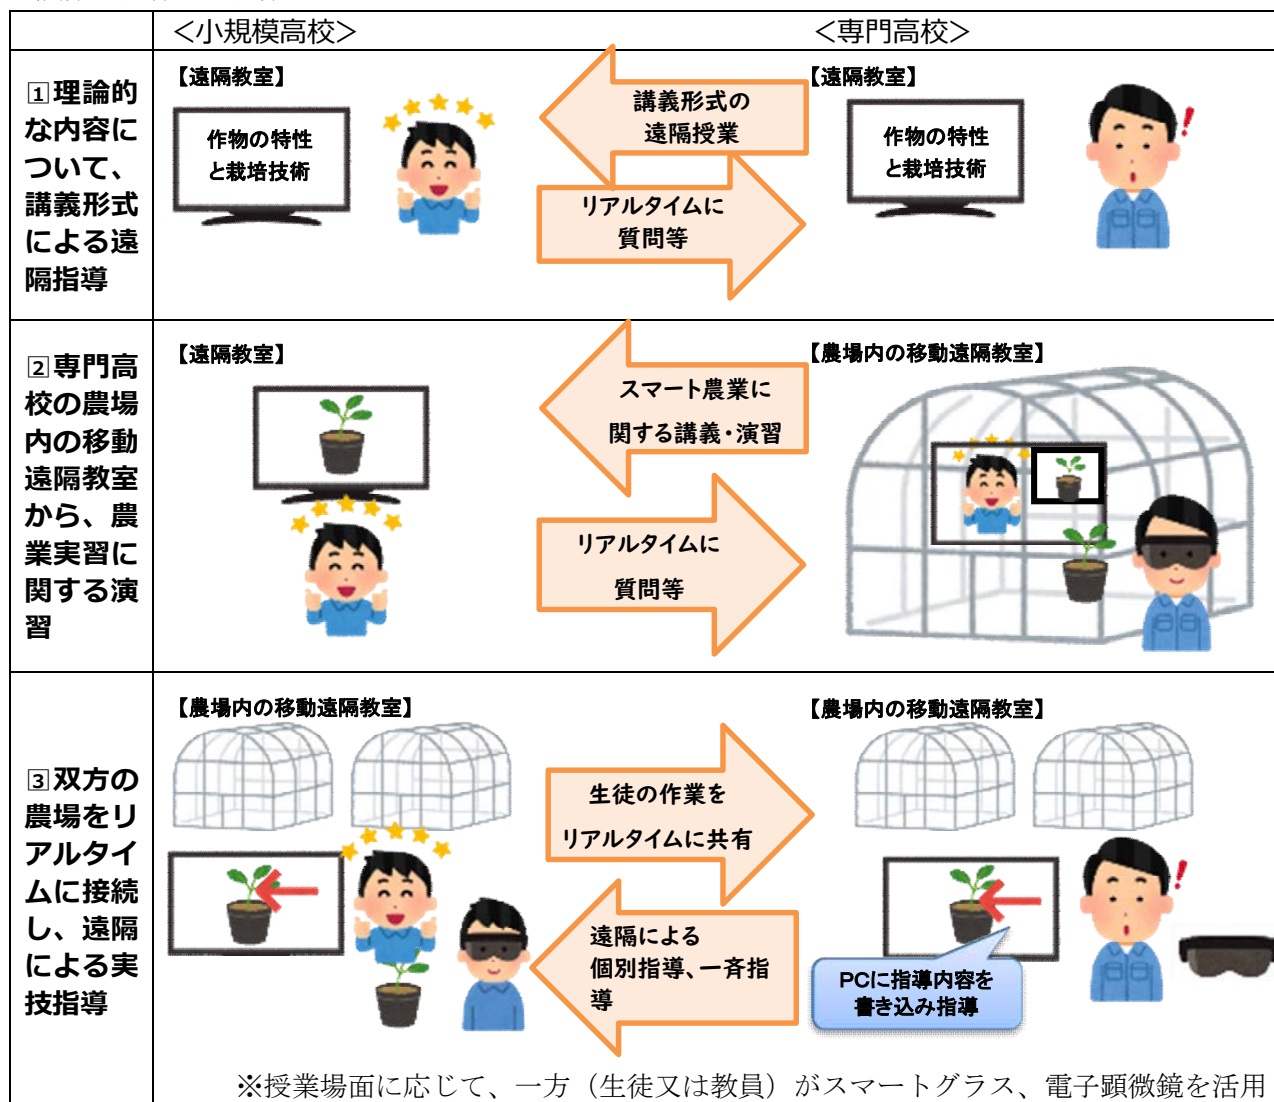 ＜小規模高校＞
＜専門高校＞
1理論的
な内容に
ついて、
講義形式
による遠
隔指導
【遠隔教室】
作物の特性
と栽培技術
講義形式の
遠隔授業
リアルタイムに
質問等
【遠隔教室】
作物の特性
と栽培技術
2専門高
校の農場
内の移動
遠隔教室
から、農
業実習に
関する演
習
【遠隔教室】
スマート農業に
関する講義・演習
リアルタイムに
質問等
【農場内の移動遠隔教室】
3双方の
農場をリ
アルタイ
ムに接続
し、遠隔
による実
技指導
【農場内の移動遠隔教室】
生徒の作業を
リアルタイムに共有
遠隔による
個別指導、一斉指
導
【農場内の移動遠隔教室】
PCに指導内容を
書き込み指導
※授業場面に応じて、一方（生徒又は教員）がスマートグラス、電子顕微鏡を活用